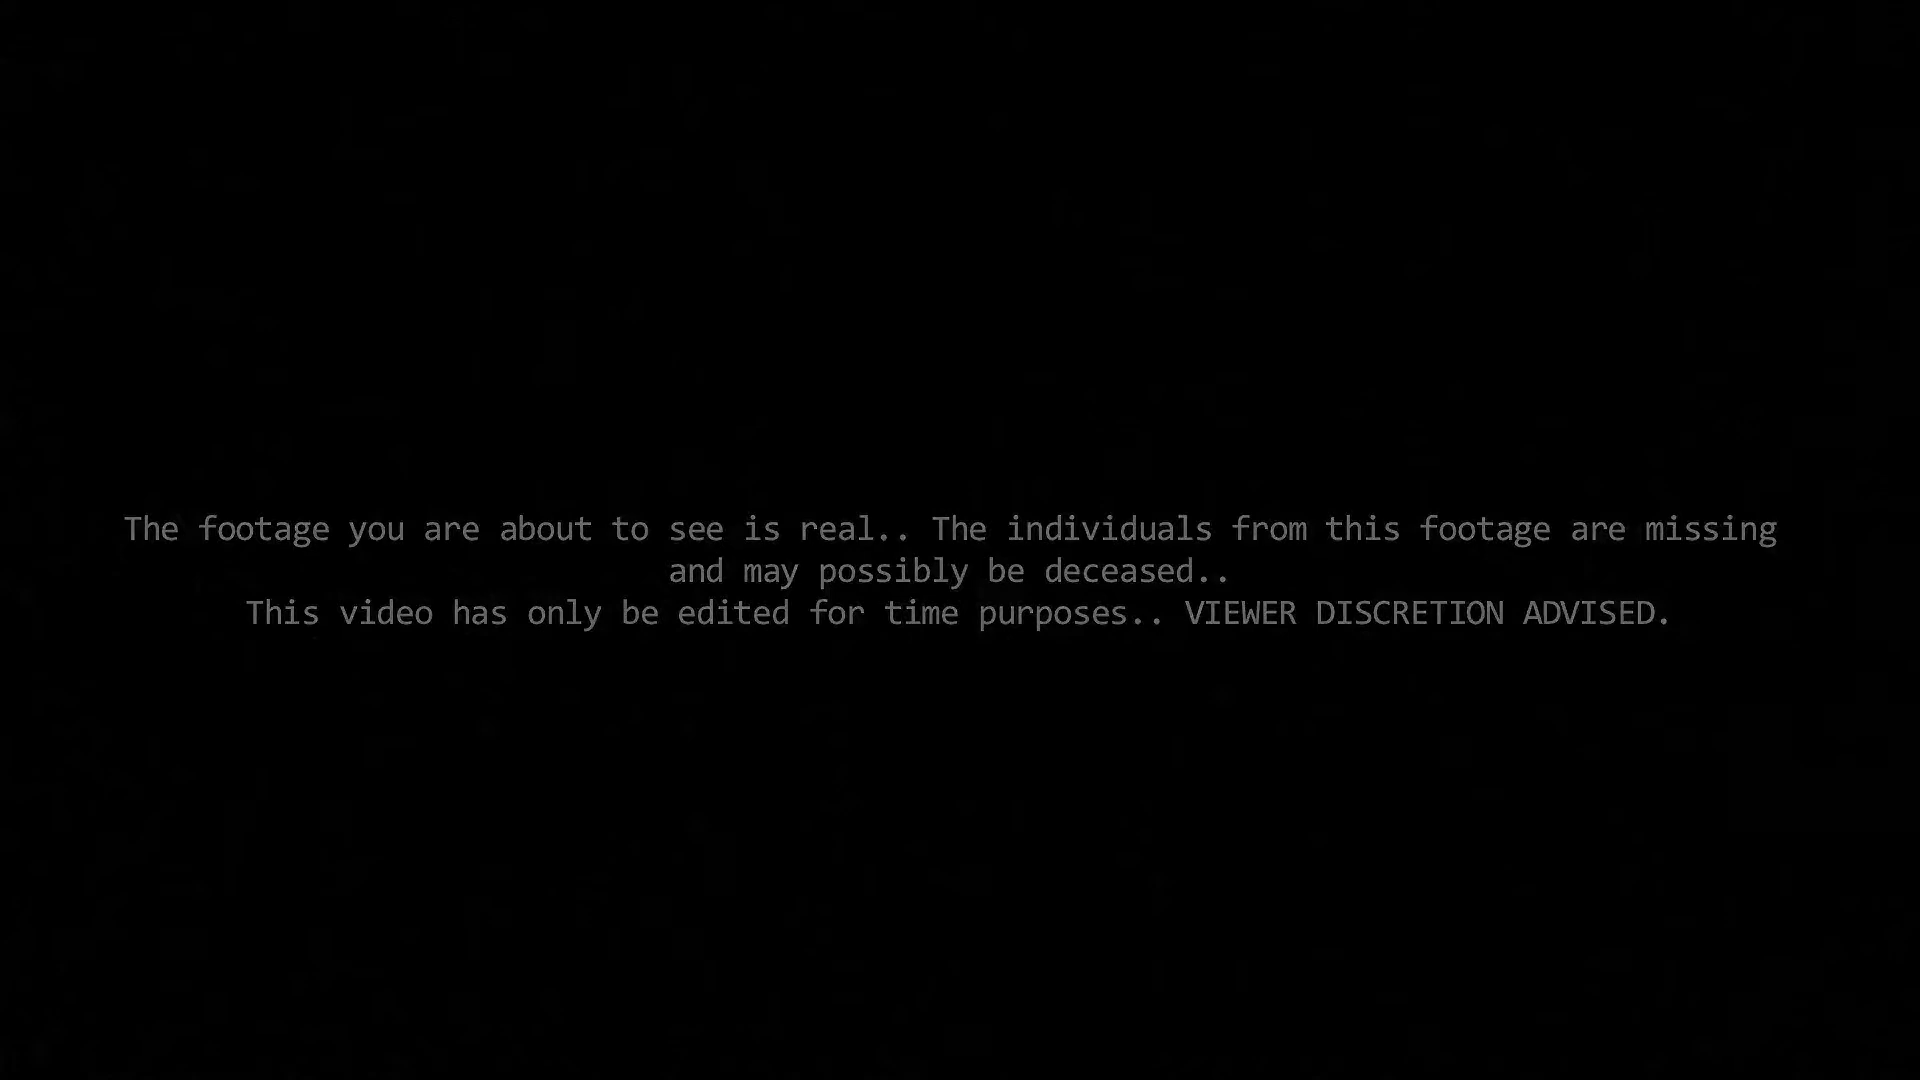 The footage you are about to see is real.. The individuals from this footage are missing
and may possibly be deceased..
This video has only be edited for time purposes.. VIEWER DISCRETION ADVISED.